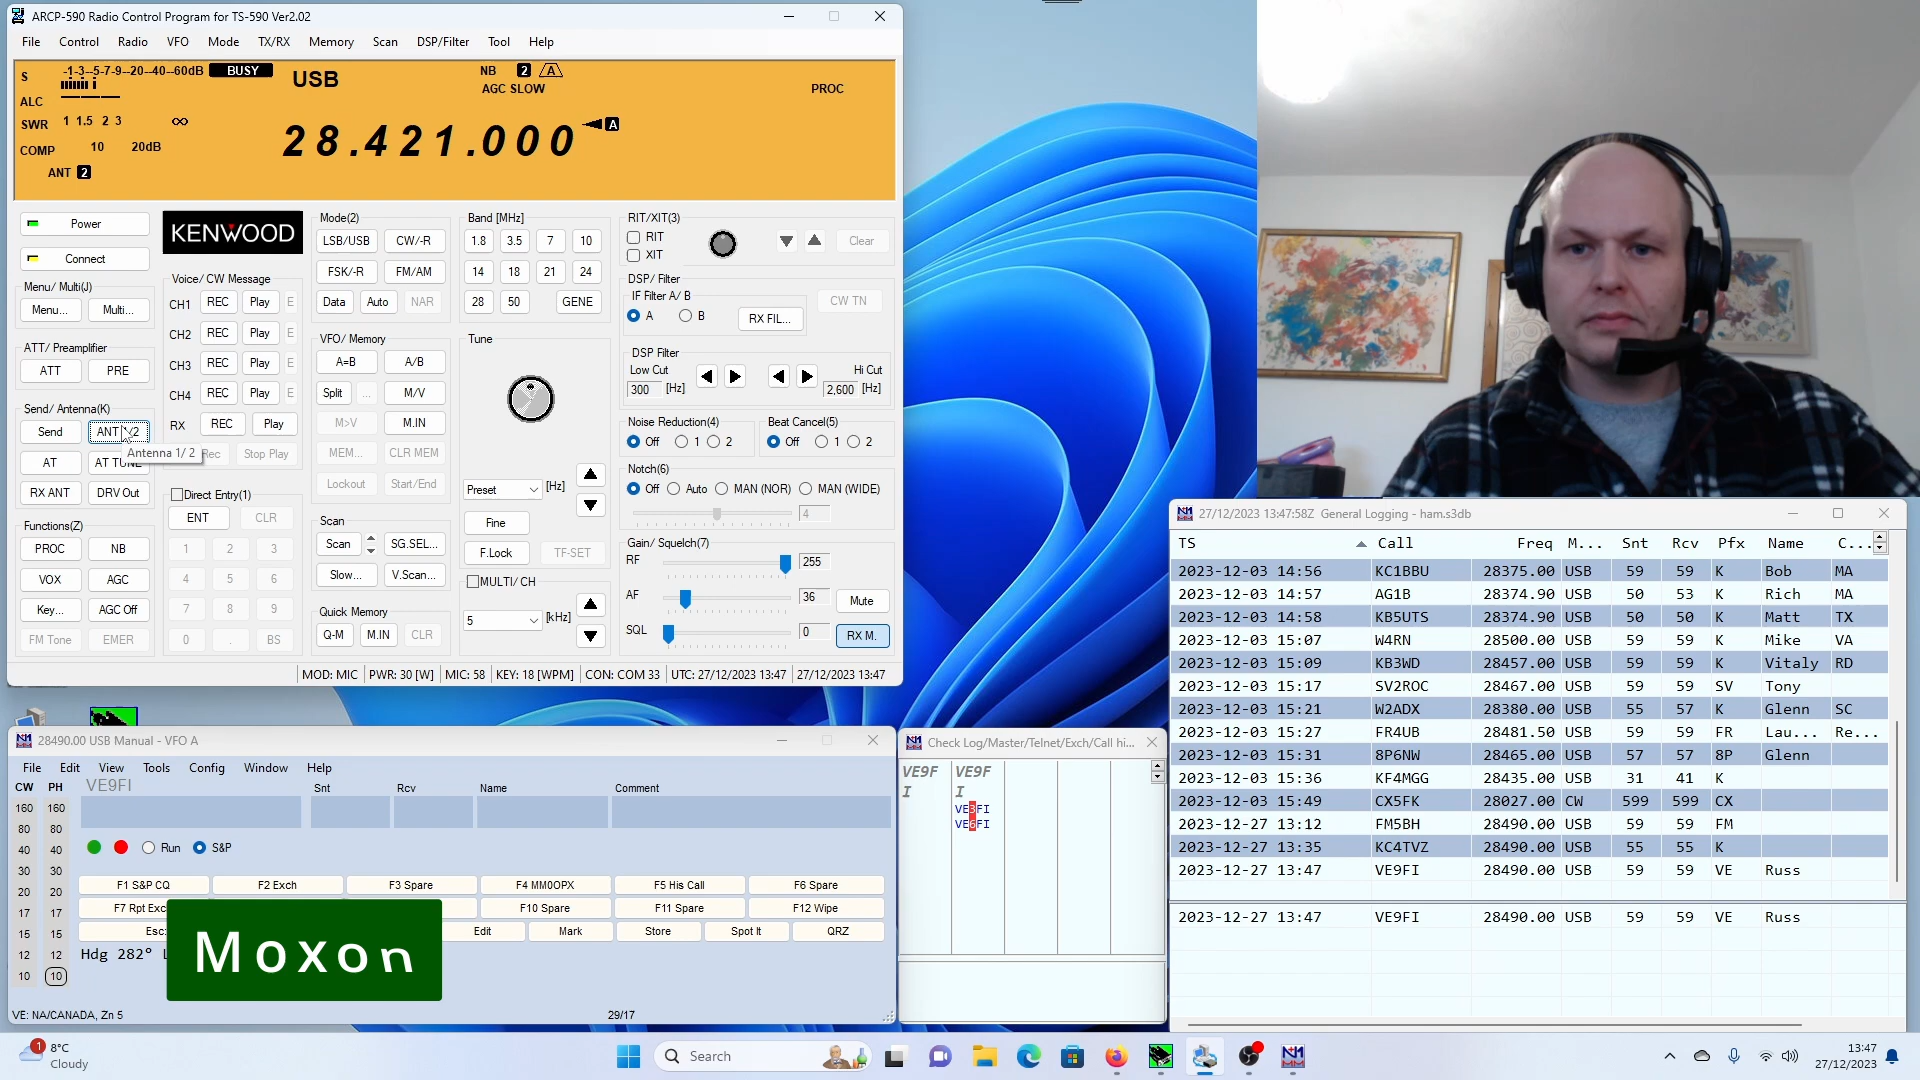 ARCP-590 Radio Control Program for TS-590 Ver2.02
File Control Radio VFO Mode TX/RX Memory Scan DSP/Filter Tool Help
S -1-3--5-7-9--20--40--60dB BUSY USB NB 2 A
AGC SLOW PROC
ALC
SWR 1 1.5 2 3 ∞
28.421.000 A
COMP 10 20dB
ANT 2
Power
Connect
Menu/ Multi(J)
Menu... Multi...
ATT/ Preamplifier
ATT PRE
Send/ Antenna(K)
Send ANT 1/2
Antenna 1/ 2
AT AT TUNE
RX ANT DRV Out
Functions(Z)
PROC NB
VOX AGC
Key... AGC Off
FM Tone EMER
KENWOOD
Voice/ CW Message
CH1 REC Play E
CH2 REC Play E
CH3 REC Play E
CH4 REC Play E
RX REC Play
Rec Stop Play
Direct Entry(1)
ENT CLR
1 2 3
4 5 6
7 8 9
0 . BS
Mode(2)
LSB/USB CW/-R
FSK/-R FM/AM
Data Auto NAR
VFO/ Memory
A=B A/B
Split ... M/V
M>V M.IN
MEM... CLR MEM
Lockout Start/End
Scan
Scan SG.SEL...
Slow... V.Scan...
Quick Memory
Q-M M.IN CLR
Band [MHz]
1.8 3.5 7 10
14 18 21 24
28 50 GENE
Tune
Preset [Hz]
Fine
F.Lock TF-SET
MULTI/ CH
5 [kHz]
RIT/XIT(3)
RIT
XIT
Clear
DSP/ Filter
IF Filter A/ B
A B RX FIL...
CW TN
DSP Filter
Low Cut Hi Cut
300 [Hz] 2,600 [Hz]
Noise Reduction(4) Beat Cancel(5)
Off 1 2 Off 1 2
Notch(6)
Off Auto MAN (NOR) MAN (WIDE)
4
Gain/ Squelch(7)
RF 255
AF 36 Mute
SQL 0 RX M.
MOD: MIC PWR: 30 [W] MIC: 58 KEY: 18 [WPM] CON: COM 33 UTC: 27/12/2023 13:47 27/12/2023 13:47
28490.00 USB Manual - VFO A
File Edit View Tools Config Window Help
CW PH VE9FI Snt Rcv Name Comment
160 160
80 80
40 40
30 30
20 20
17 17
15 15
12 12
10 10
Run S&P
F1 S&P CQ F2 Exch F3 Spare F4 MM0OPX F5 His Call F6 Spare
F7 Rpt Exc F10 Spare F11 Spare F12 Wipe
Esc: Edit Mark Store Spot It QRZ
Hdg 282°
Moxon
VE: NA/CANADA, Zn 5 29/17
Check Log/Master/Telnet/Exch/Call hi...
VE9F VE9F
I I
VE3FI
VE6FI
27/12/2023 13:47:58Z General Logging - ham.s3db
TS Call Freq M... Snt Rcv Pfx Name C...
2023-12-03 14:56 KC1BBU 28375.00 USB 59 59 K Bob MA
2023-12-03 14:57 AG1B 28374.90 USB 50 53 K Rich MA
2023-12-03 14:58 KB5UTS 28374.90 USB 50 50 K Matt TX
2023-12-03 15:07 W4RN 28500.00 USB 59 59 K Mike VA
2023-12-03 15:09 KB3WD 28457.00 USB 59 59 K Vitaly RD
2023-12-03 15:17 SV2ROC 28467.00 USB 59 59 SV Tony
2023-12-03 15:21 W2ADX 28380.00 USB 55 57 K Glenn SC
2023-12-03 15:27 FR4UB 28481.50 USB 59 59 FR Lau... Re...
2023-12-03 15:31 8P6NW 28465.00 USB 57 57 8P Glenn
2023-12-03 15:36 KF4MGG 28435.00 USB 31 41 K
2023-12-03 15:49 CX5FK 28027.00 CW 599 599 CX
2023-12-27 13:12 FM5BH 28490.00 USB 59 59 FM
2023-12-27 13:35 KC4TVZ 28490.00 USB 55 55 K
2023-12-27 13:47 VE9FI 28490.00 USB 59 59 VE Russ
2023-12-27 13:47 VE9FI 28490.00 USB 59 59 VE Russ
1 8°C
Cloudy
Search
13:47
27/12/2023